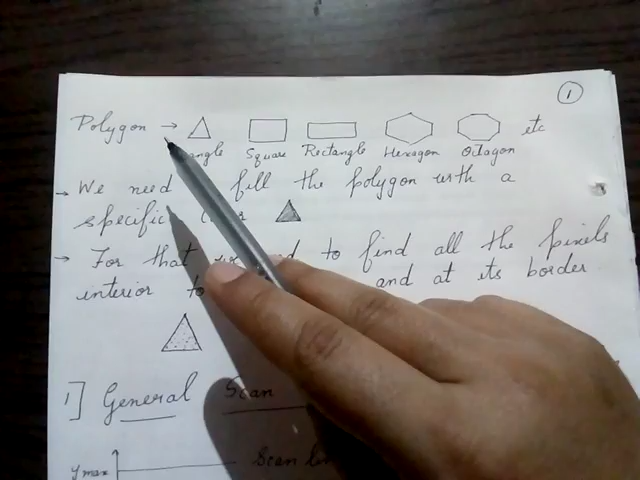 1
Polygon → etc
angle Square Rectangle Hexagon Octagon
→ We need fill the polygon with a
specific
→ For that to find all the pixels
interior to and at its border
1] General Scan
ymax Scan